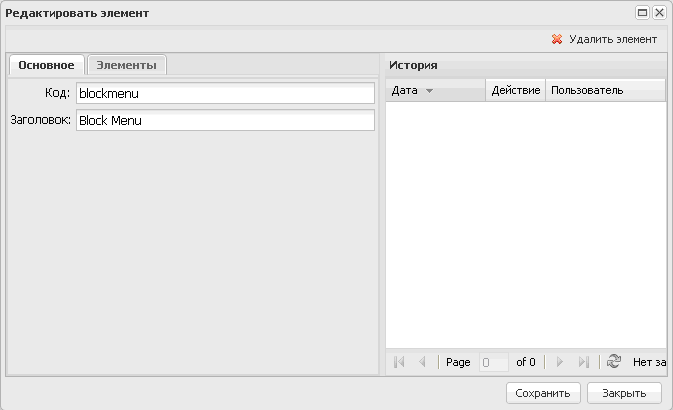 Редактировать элемент
Удалить элемент
Основное Элементы
Код: blockmenu
Заголовок: Block Menu
История
Дата Действие Пользователь
Page 0 of 0 Нет за
Сохранить Закрыть